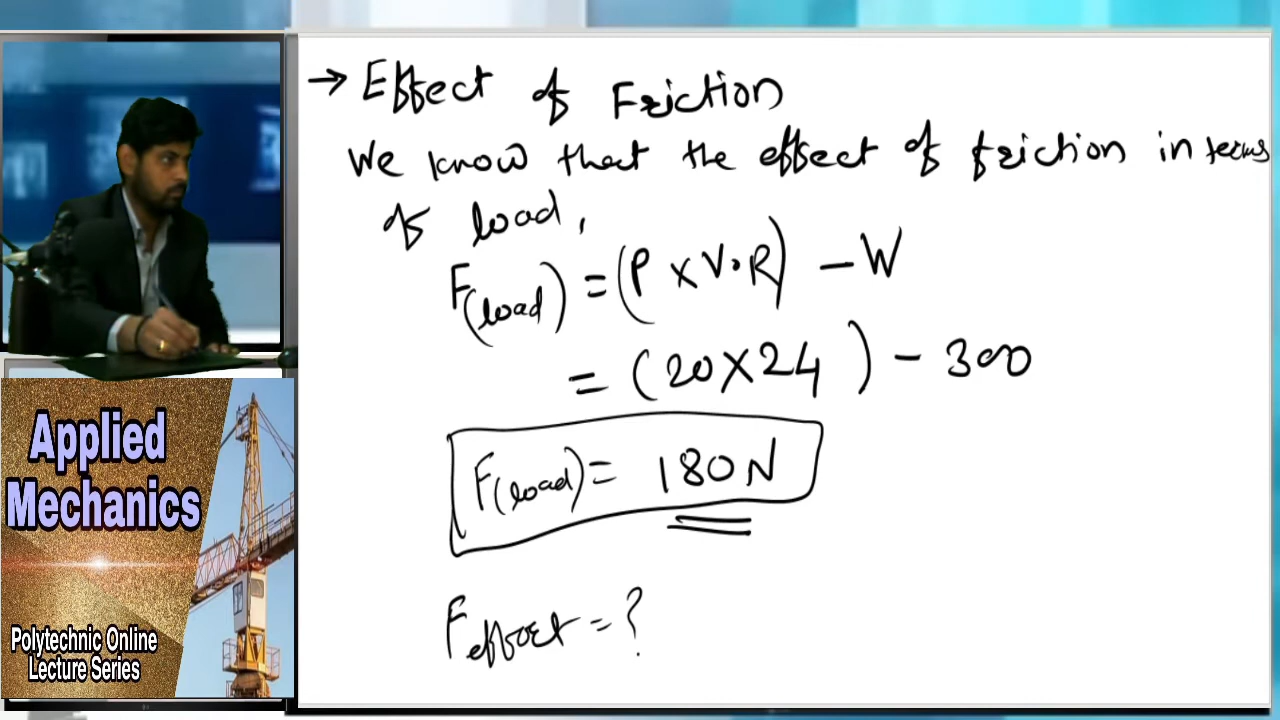 → Effect of Friction
We know that the effect of friction in terms
of load,
F(load) = (P × V.R) - W
= (20 × 24) - 300
F(load) = 180 N
Feffort = ?
Applied
Mechanics
Polytechnic Online
Lecture Series